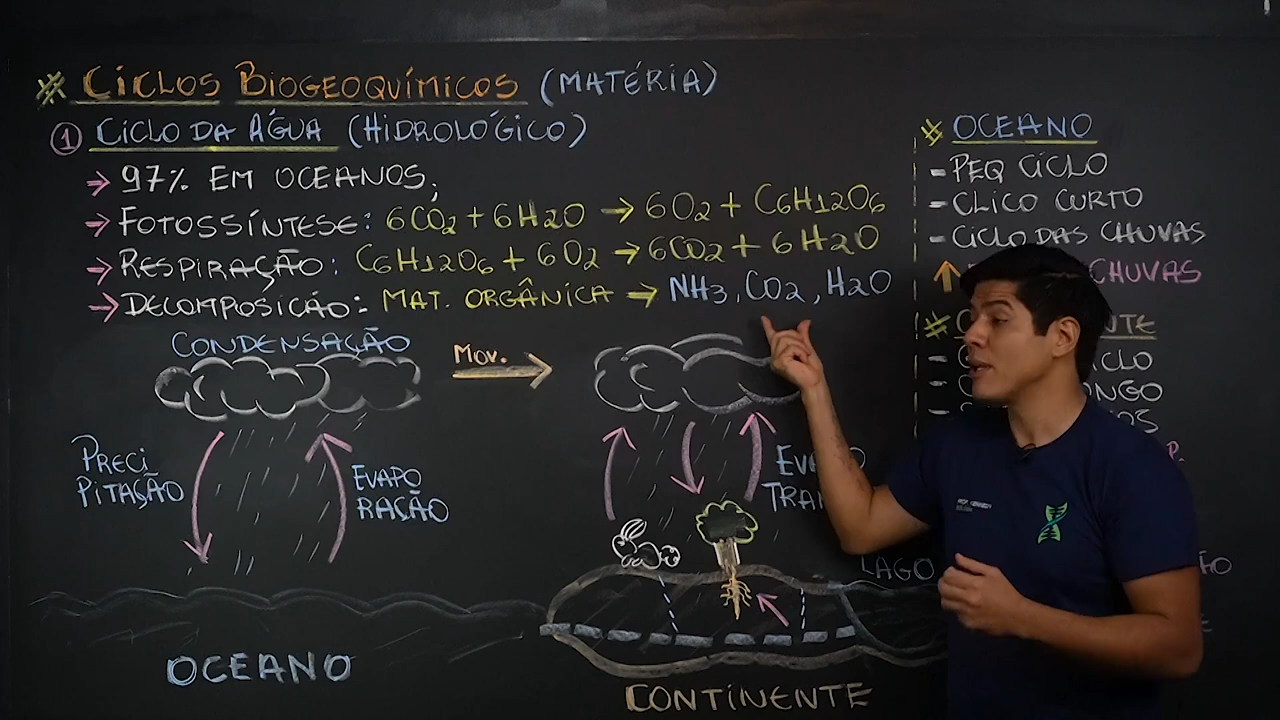 * CICLOS BIOGEOQUÍMICOS (MATÉRIA)
1 CICLO DA ÁGUA (HIDROLÓGICO)
→ 97% EM OCEANOS;
→ FOTOSSÍNTESE: 6CO2 + 6H2O → 6O2 + C6H12O6
→ RESPIRAÇÃO: C6H12O6 + 6O2 → 6CO2 + 6H2O
→ DECOMPOSICÃO: MAT. ORGÂNICA → NH3, CO2, H2O
CONDENSAÇÃO
MOV.
PRECI
PITAÇÃO
EVAPO
RAÇÃO
TRAN
LAGO
OCEANO
CONTINENTE
* OCEANO
- PEQ CICLO
- CLICO CURTO
- CICLO DAS CHUVAS
CHUVAS